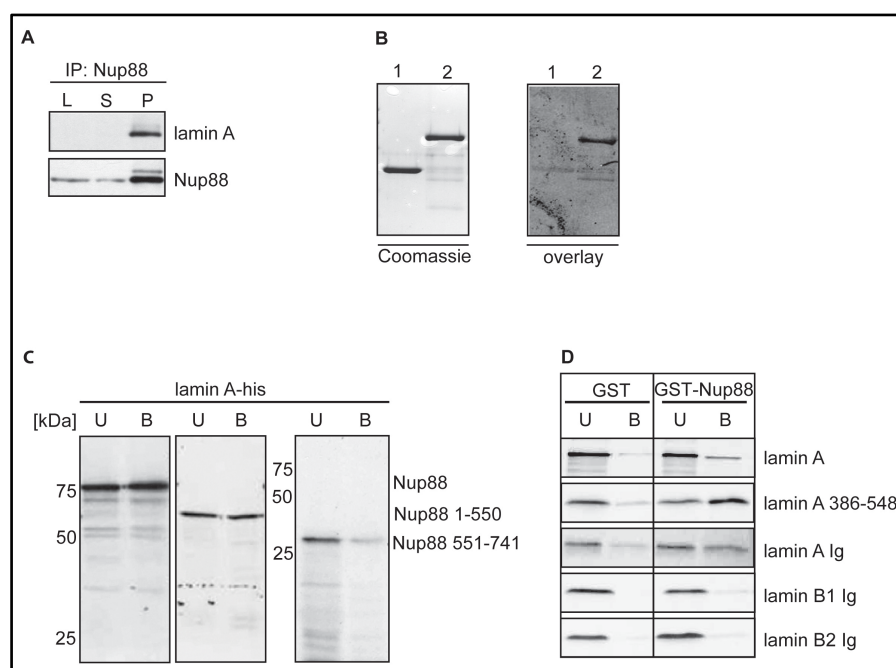 A
IP: Nup88
L S P
lamin A
Nup88
B
1 2
1 2
Coomassie
overlay
C
lamin A-his
[kDa] U B U B U B
75
50
25
75
50
25
Nup88
Nup88 1-550
Nup88 551-741
D
GST GST-Nup88
U B U B
lamin A
lamin A 386-548
lamin A Ig
lamin B1 Ig
lamin B2 Ig